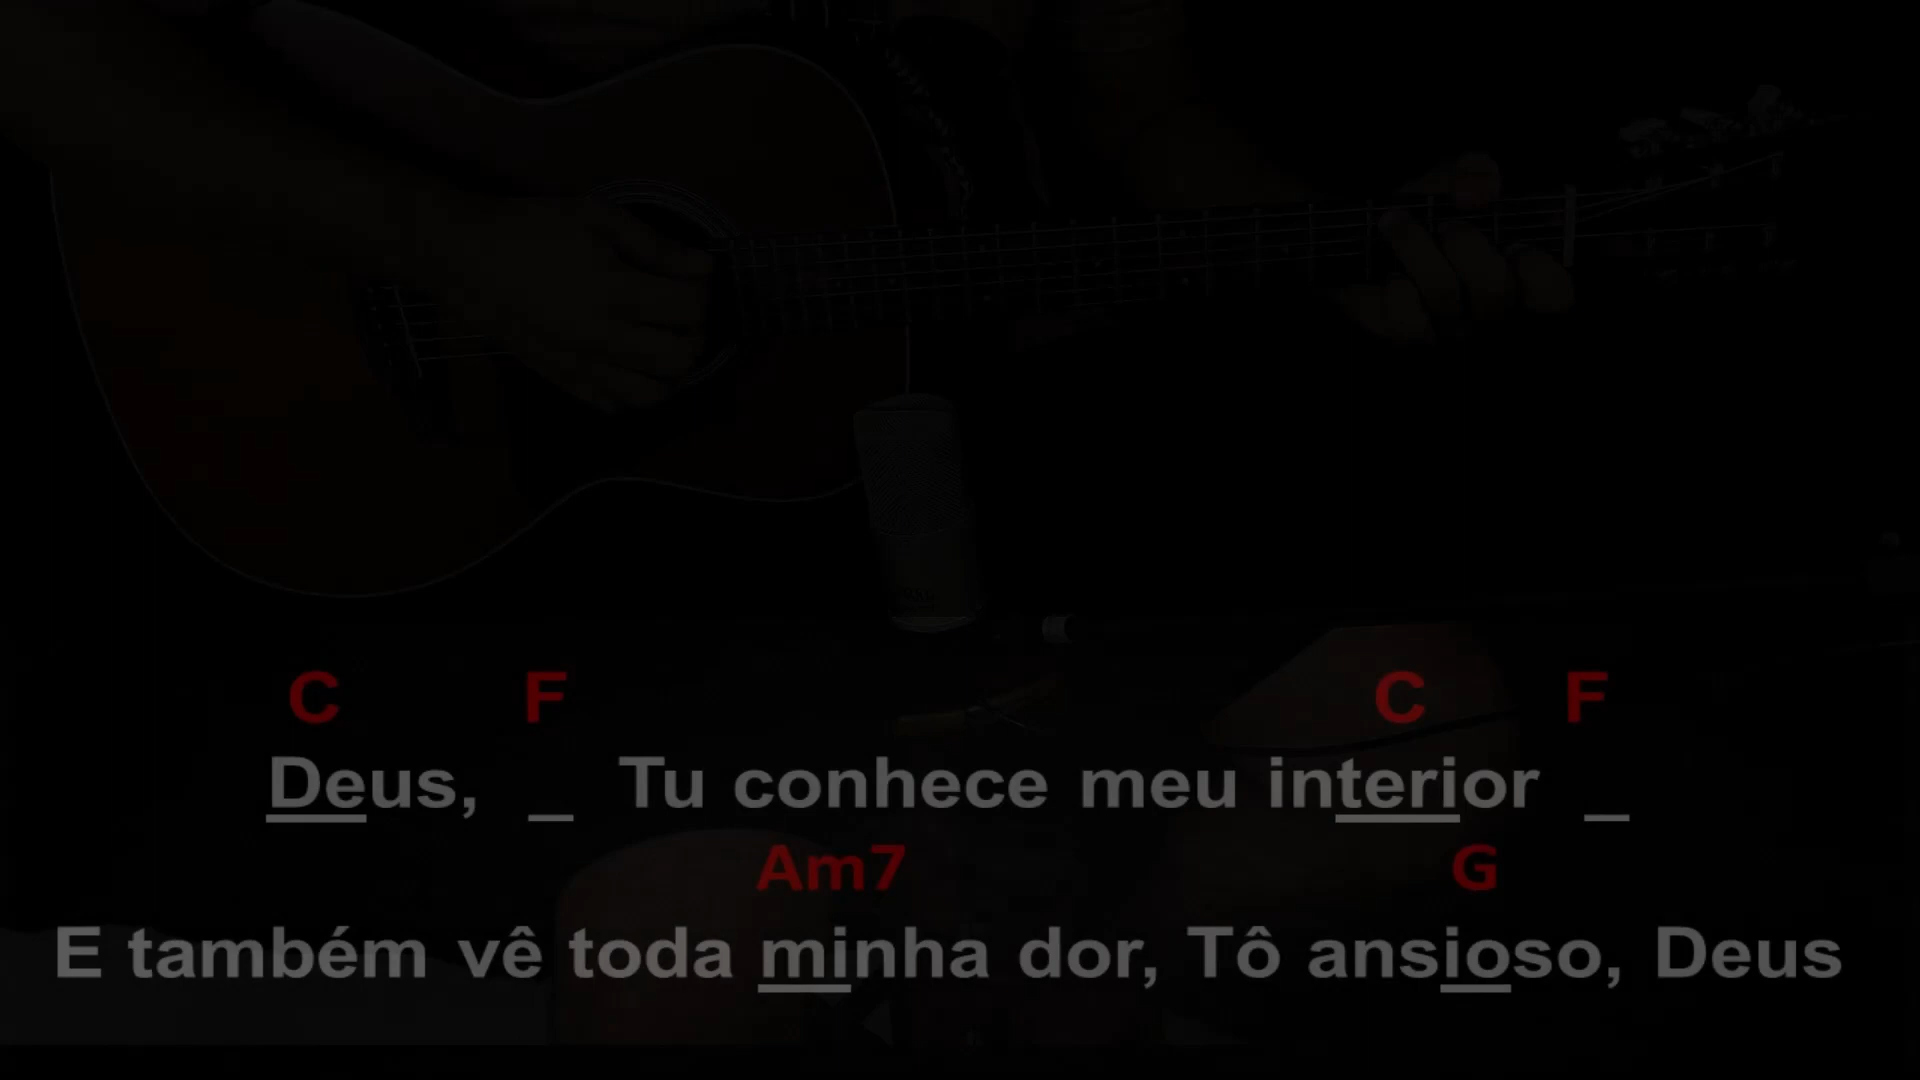 C F C F
Deus, _ Tu conhece meu interior _
Am7 G
E também vê toda minha dor, Tô ansioso, Deus